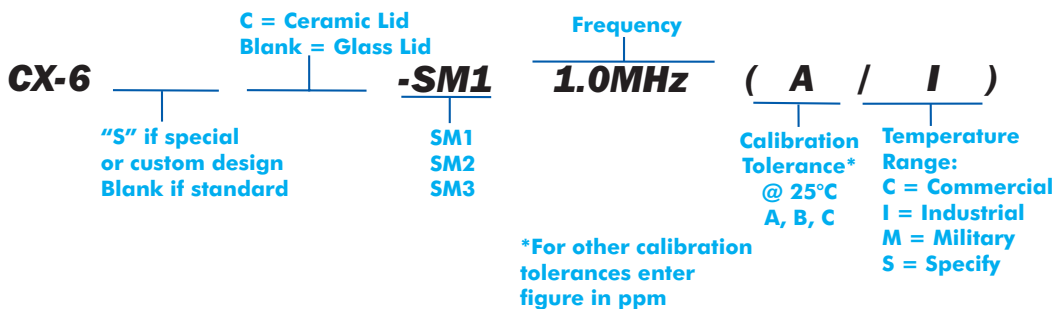 C = Ceramic Lid
Blank = Glass Lid
Frequency
CX-6 -SM1 1.0MHz ( A / I )
“S” if special
or custom design
Blank if standard
SM1
SM2
SM3
Calibration
Tolerance*
@ 25°C
A, B, C
Temperature
Range:
C = Commercial
I = Industrial
M = Military
S = Specify
*For other calibration
tolerances enter
figure in ppm